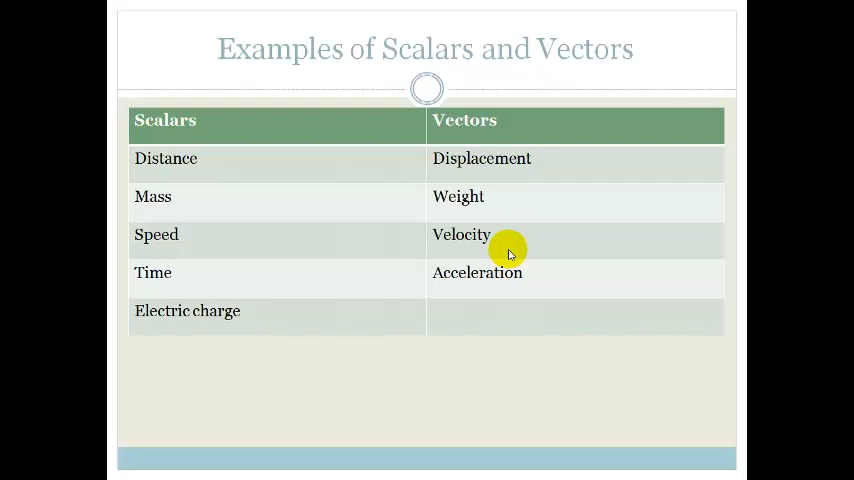 Examples of Scalars and Vectors
Scalars Vectors
Distance Displacement
Mass Weight
Speed Velocity
Time Acceleration
Electric charge